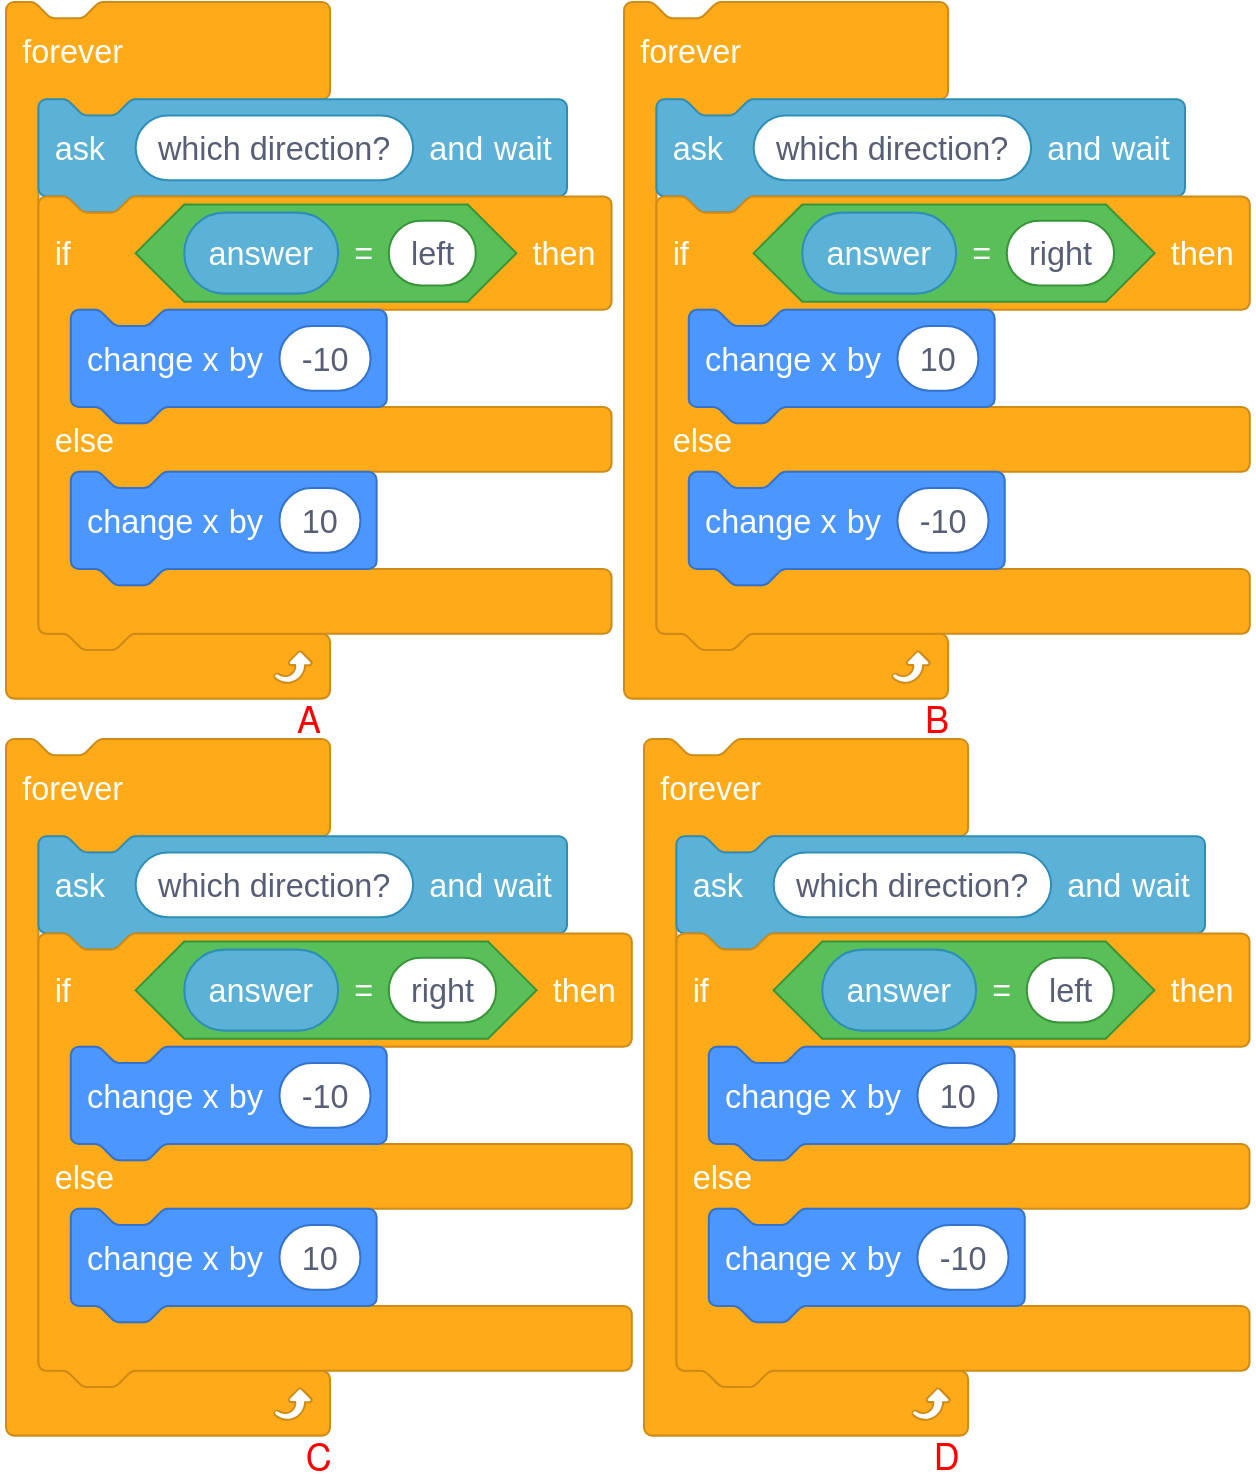 forever
ask which direction? and wait
if answer = left then
change x by -10
else
change x by 10
A
forever
ask which direction? and wait
if answer = right then
change x by 10
else
change x by -10
B
forever
ask which direction? and wait
if answer = right then
change x by -10
else
change x by 10
C
forever
ask which direction? and wait
if answer = left then
change x by 10
else
change x by -10
D